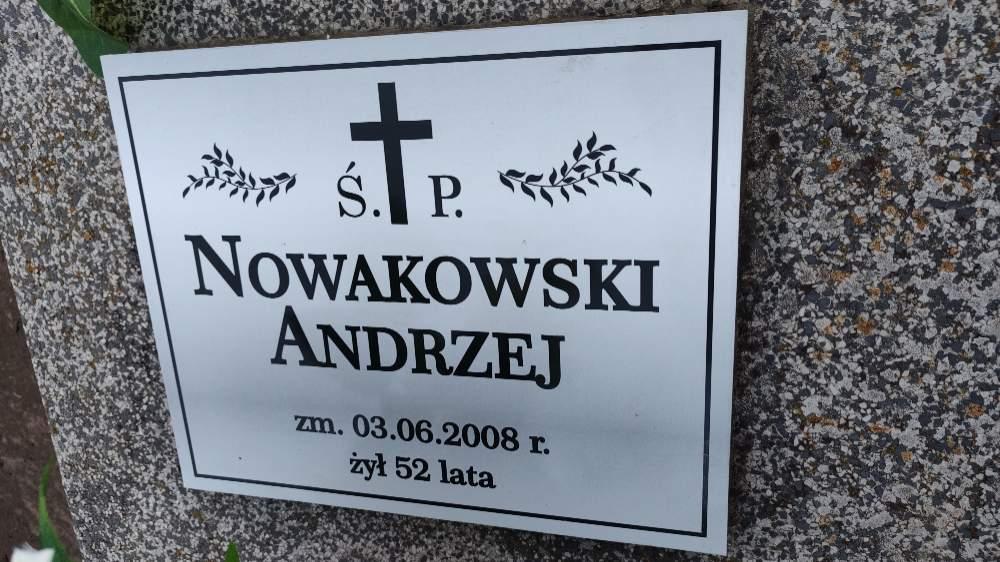 Ś. P.
NOWAKOWSKI
ANDRZEJ
zm. 03.06.2008 r.
żył 52 lata